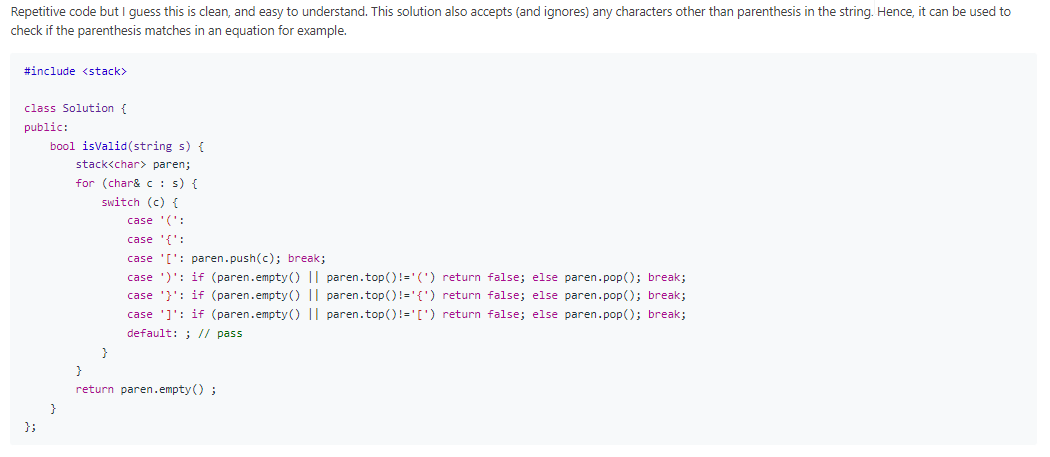 Repetitive code but I guess this is clean, and easy to understand. This solution also accepts (and ignores) any characters other than parenthesis in the string. Hence, it can be used to
check if the parenthesis matches in an equation for example.
#include <stack>
class Solution {
public:
    bool isValid(string s) {
        stack<char> paren;
        for (char& c : s) {
            switch (c) {
                case '(':
                case '{':
                case '[': paren.push(c); break;
                case ')': if (paren.empty() || paren.top()!='(') return false; else paren.pop(); break;
                case '}': if (paren.empty() || paren.top()!='{') return false; else paren.pop(); break;
                case ']': if (paren.empty() || paren.top()!='[') return false; else paren.pop(); break;
                default: ; // pass
            }
        }
        return paren.empty() ;
    }
};